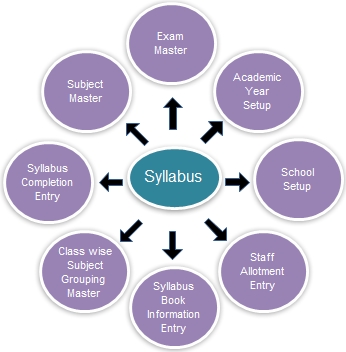 Exam
Master
Academic
Year
Setup
School
Setup
Staff
Allotment
Entry
Syllabus
Book
Information
Entry
Class wise
Subject
Grouping
Master
Syllabus
Completion
Entry
Subject
Master
Syllabus